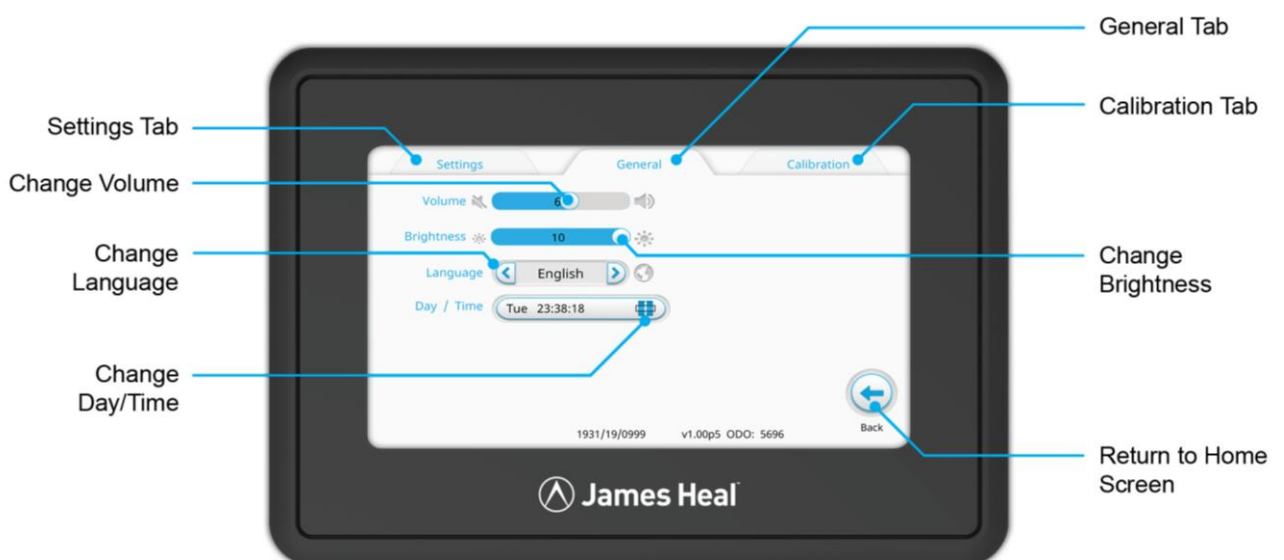 General Tab
Calibration Tab
Settings Tab
Change Volume
Change
Language
Change
Day/Time
Change
Brightness
Return to Home
Screen
Settings
General
Calibration
Volume
6
Brightness
10
Language
English
Day / Time
Tue 23:38:18
Back
1931/19/0999 v1.00p5 ODO: 5696
James Heal